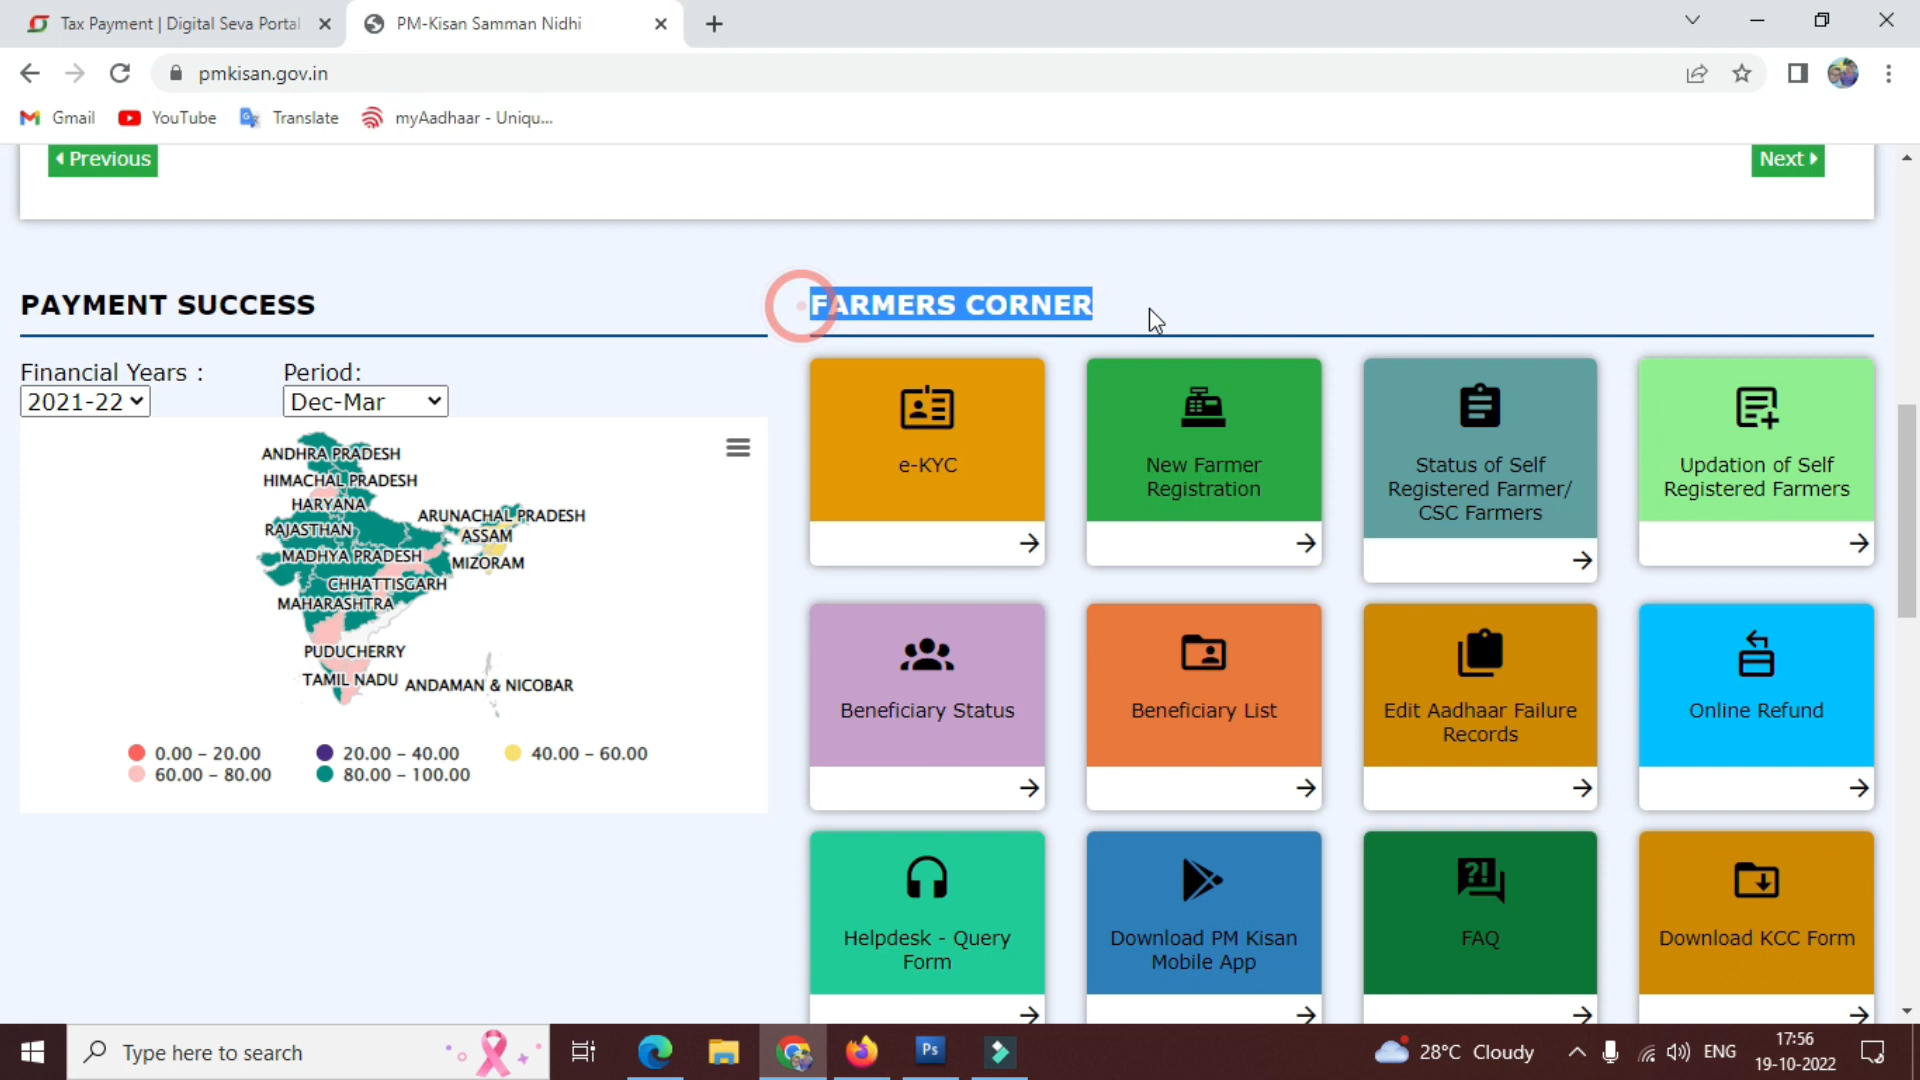 Tax Payment | Digital Seva Portal
PM-Kisan Samman Nidhi
pmkisan.gov.in
Gmail
YouTube
Translate
myAadhaar - Uniqu...
Previous
Next
PAYMENT SUCCESS
Financial Years :
Period:
2021-22
Dec-Mar
ANDHRA PRADESH
HIMACHAL PRADESH
HARYANA
ARUNACHAL PRADESH
RAJASTHAN
ASSAM
MADHYA PRADESH
MIZORAM
CHHATTISGARH
MAHARASHTRA
PUDUCHERRY
TAMIL NADU
ANDAMAN & NICOBAR
0.00 – 20.00
20.00 – 40.00
40.00 – 60.00
60.00 – 80.00
80.00 – 100.00
FARMERS CORNER
e-KYC
New Farmer
Registration
Status of Self
Registered Farmer/
CSC Farmers
Updation of Self
Registered Farmers
Beneficiary Status
Beneficiary List
Edit Aadhaar Failure
Records
Online Refund
Helpdesk - Query
Form
Download PM Kisan
Mobile App
?!
FAQ
Download KCC Form
Type here to search
Ps
28°C Cloudy
ENG
17:56
19-10-2022